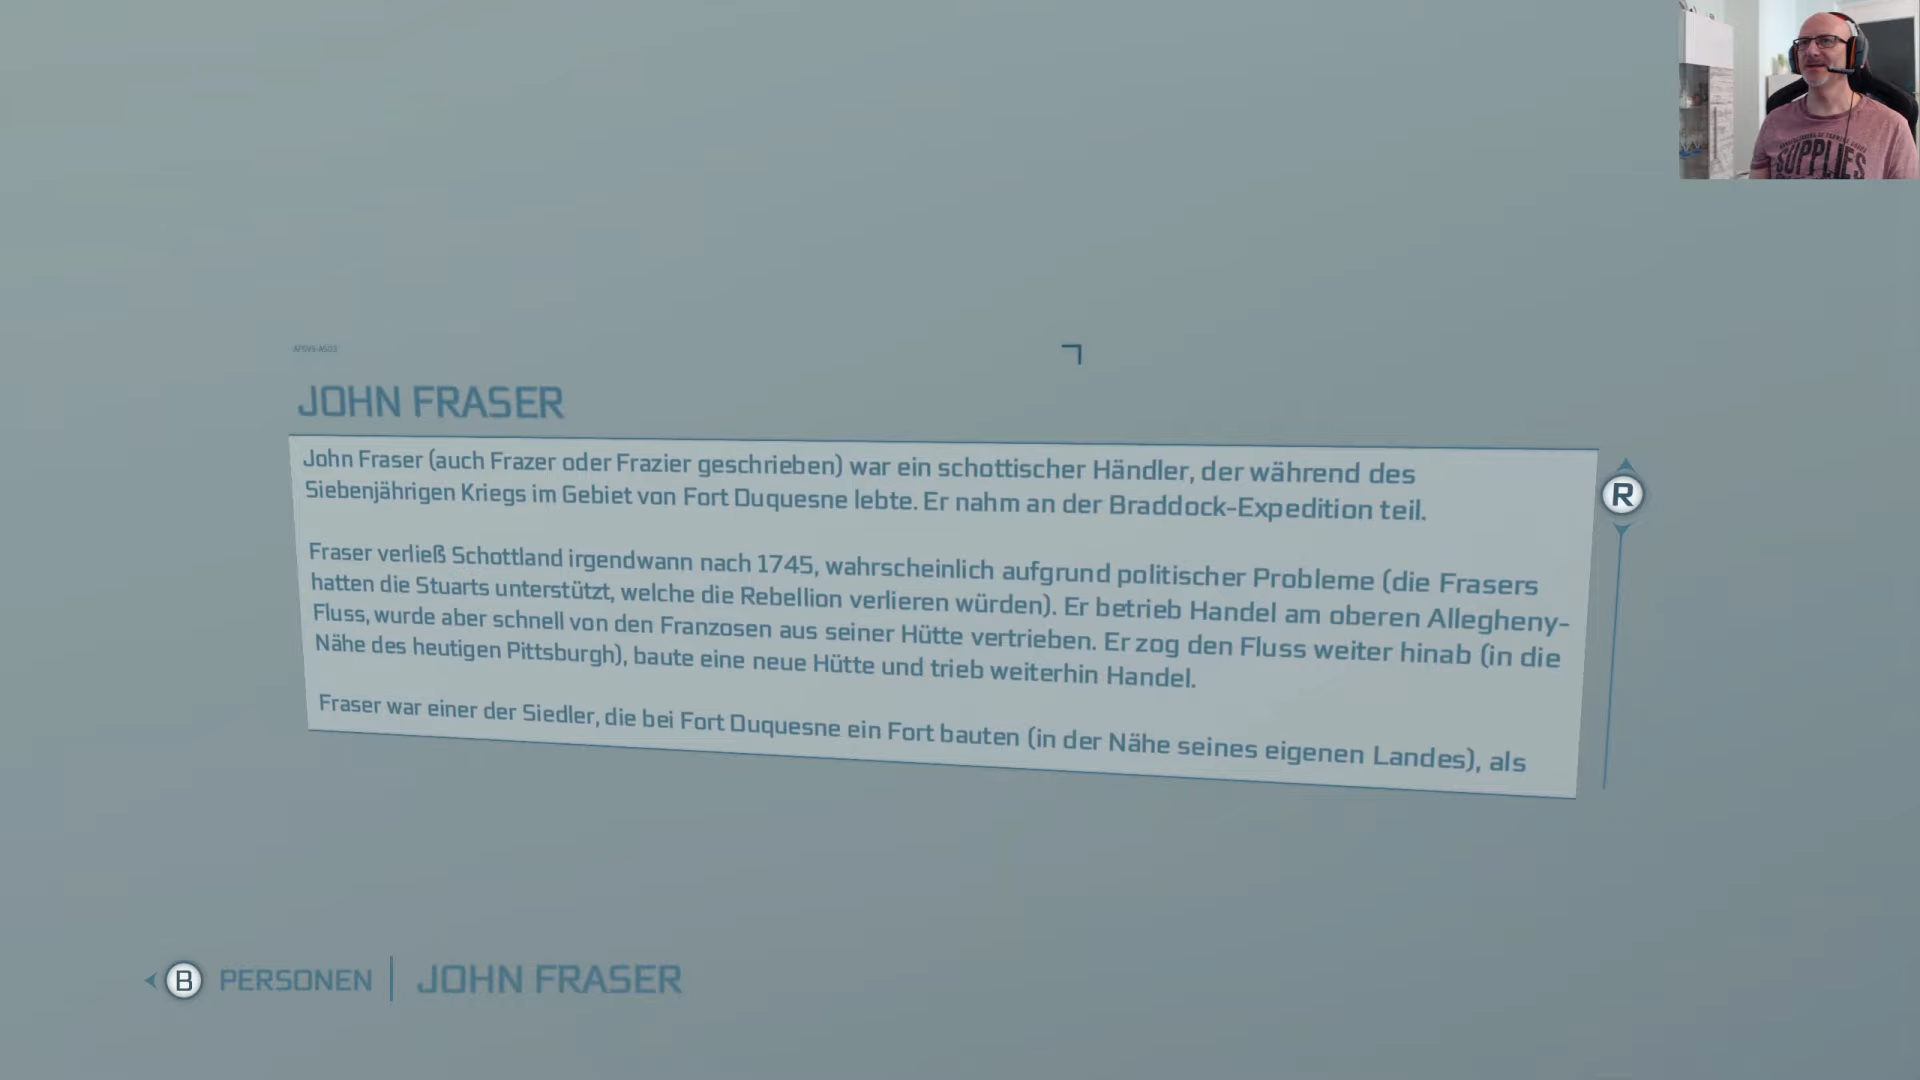 AFSVS-AS03
JOHN FRASER
John Fraser (auch Frazer oder Frazier geschrieben) war ein schottischer Händler, der während des
Siebenjährigen Kriegs im Gebiet von Fort Duquesne lebte. Er nahm an der Braddock-Expedition teil.
Fraser verließ Schottland irgendwann nach 1745, wahrscheinlich aufgrund politischer Probleme (die Frasers
hatten die Stuarts unterstützt, welche die Rebellion verlieren würden). Er betrieb Handel am oberen Allegheny-
Fluss, wurde aber schnell von den Franzosen aus seiner Hütte vertrieben. Er zog den Fluss weiter hinab (in die
Nähe des heutigen Pittsburgh), baute eine neue Hütte und trieb weiterhin Handel.
Fraser war einer der Siedler, die bei Fort Duquesne ein Fort bauten (in der Nähe seines eigenen Landes), als
R
B PERSONEN | JOHN FRASER
SUPPLIES